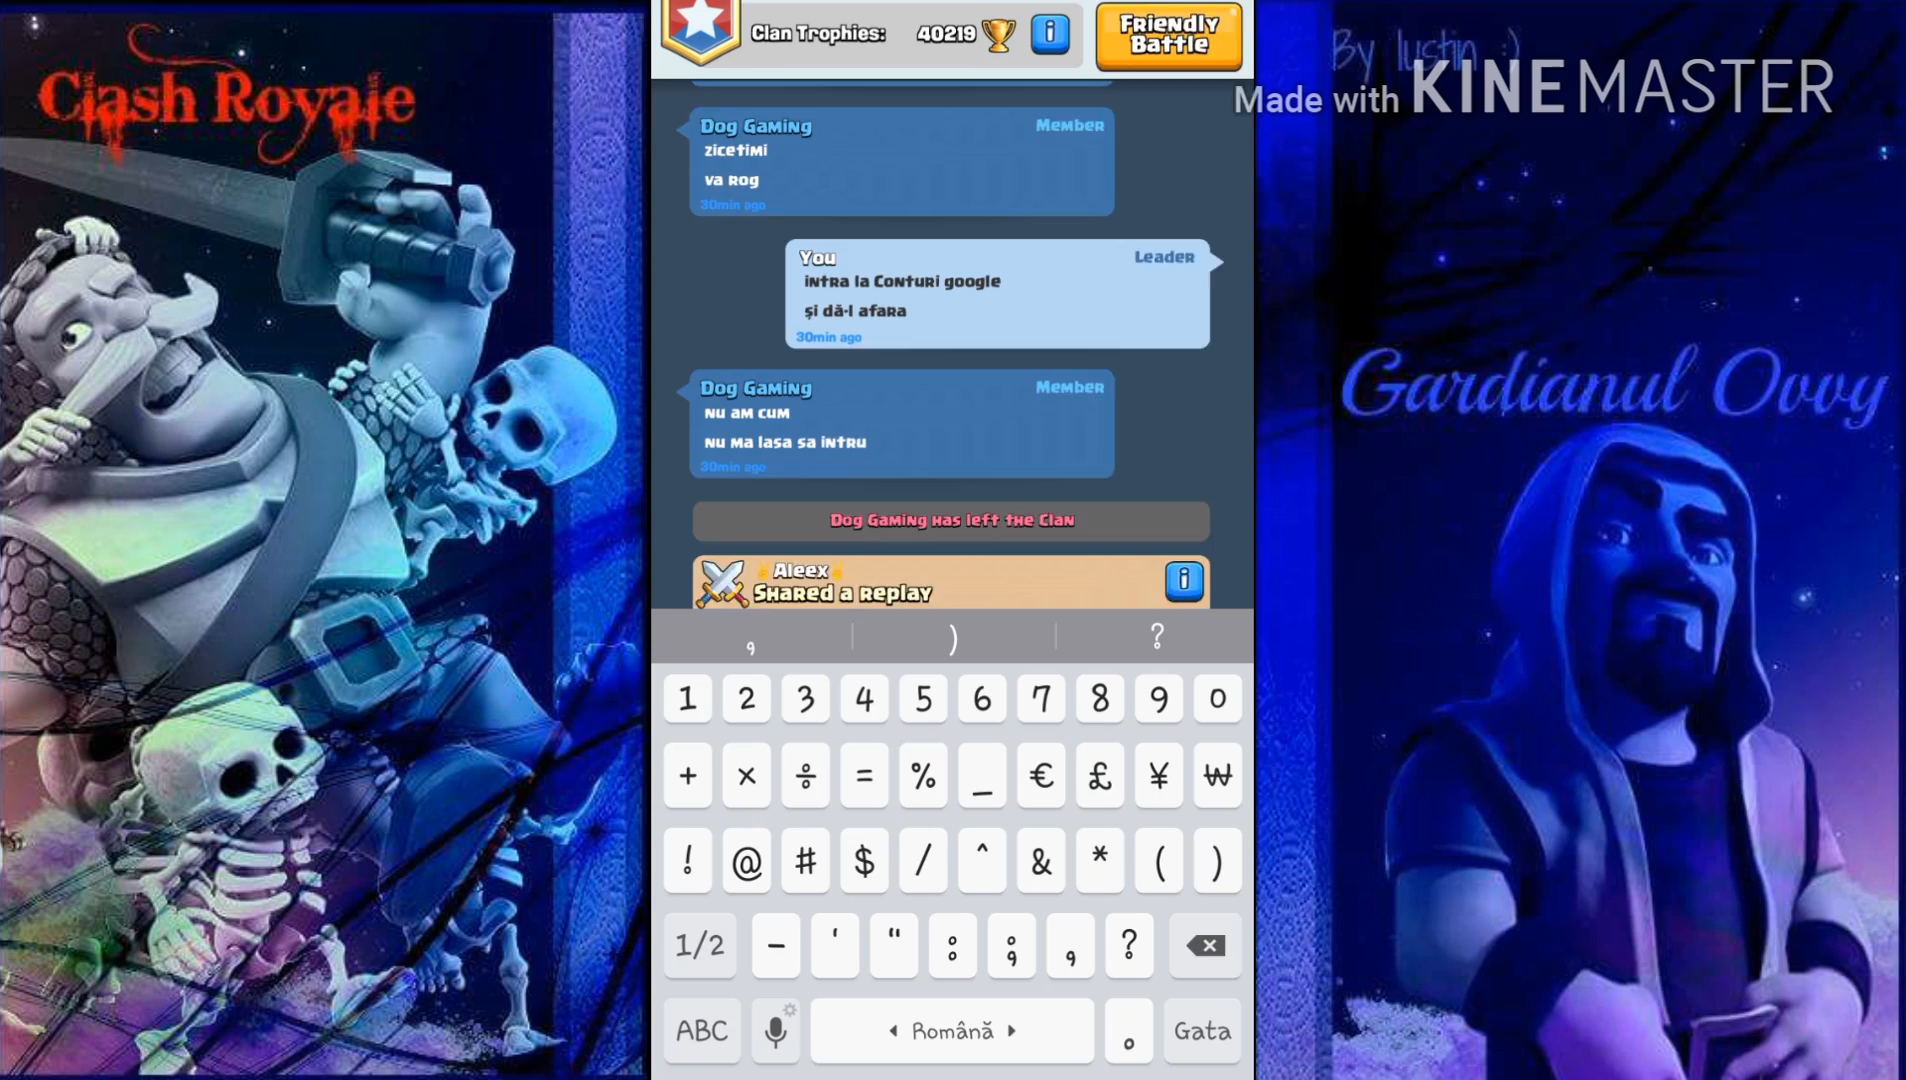 Clash Royale
Clan Trophies: 40219
Friendly
Battle
By Iustin :)
Made with KINEMASTER
Dog Gaming Member
zicetimi
va rog
30min ago
You Leader
intra la Conturi google
și dă-l afara
30min ago
Dog Gaming Member
Nu am cum
Nu ma lasa sa intru
30min ago
Dog Gaming has left the Clan
Aleex
Shared a replay
Gardianul Ovvy
, ) ?
1 2 3 4 5 6 7 8 9 0
+ × ÷ = % _ € £ ¥ ₩
! @ # $ / ^ & * ( )
1/2 - ' " : ; , ?
ABC Română . Gata